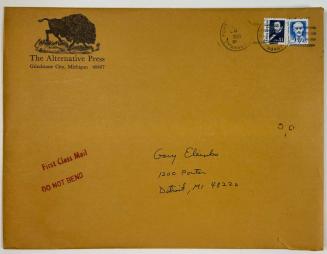 The Alternative Press
Grindstone City, Michigan 48467
First Class Mail
DO NOT BEND
Gary
1200 Porter
Detroit, MI 48226